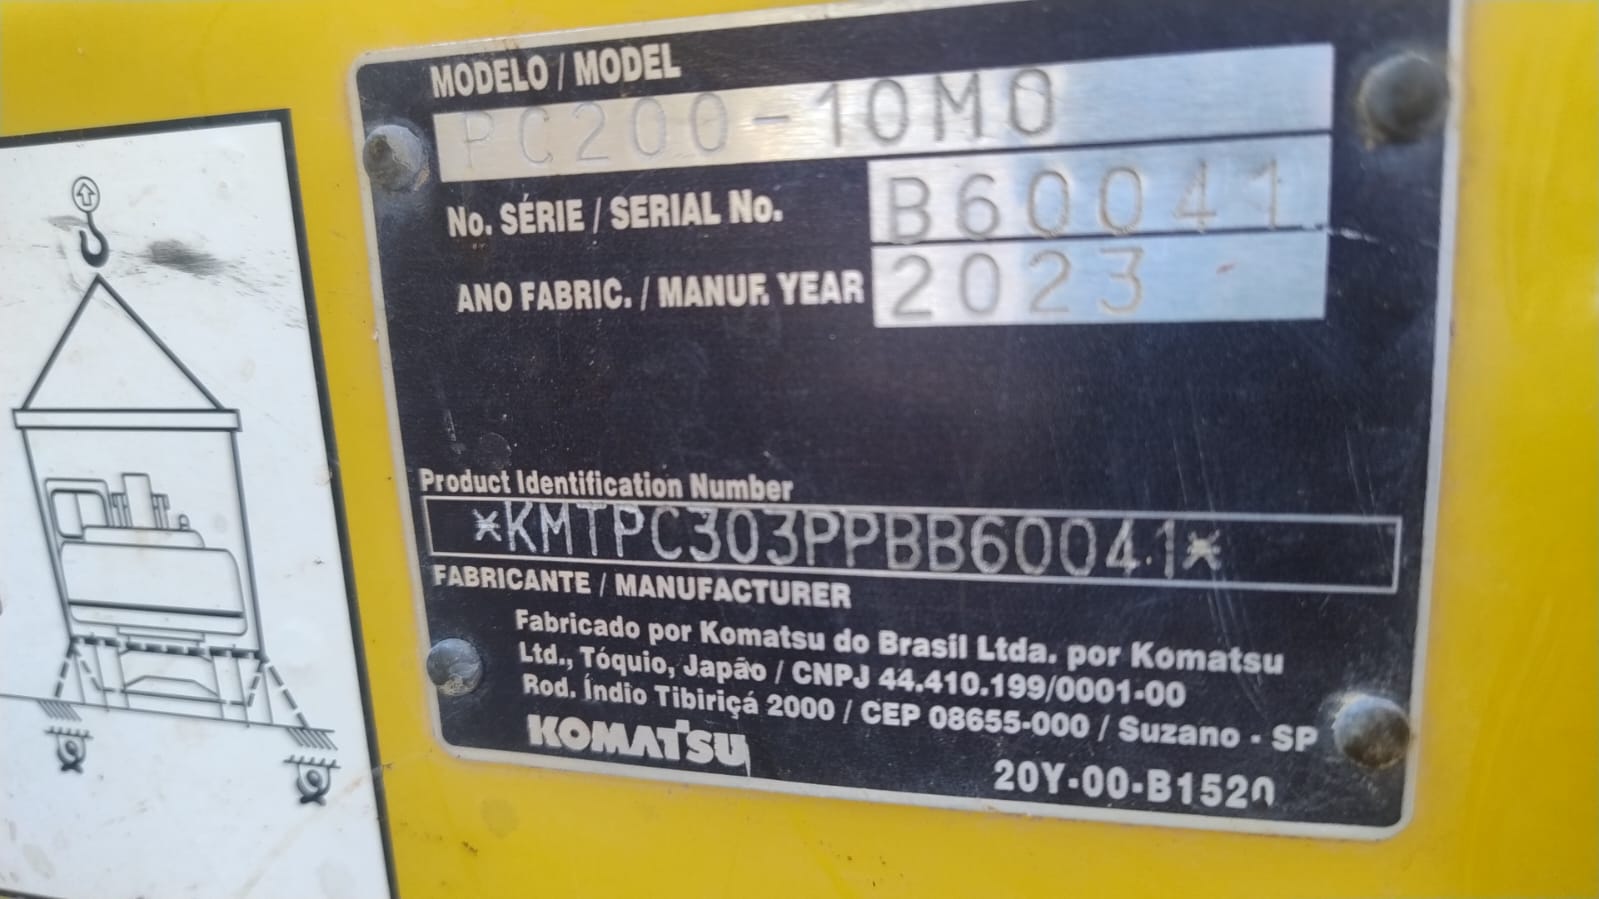 MODELO / MODEL
PC200-10M0
No. SÉRIE / SERIAL No. B60041
ANO FABRIC. / MANUF. YEAR 2023
Product Identification Number
*KMTPC303PPBB60041*
FABRICANTE / MANUFACTURER
Fabricado por Komatsu do Brasil Ltda. por Komatsu
Ltd., Tóquio, Japão / CNPJ 44.410.199/0001-00
Rod. Índio Tibiriçá 2000 / CEP 08655-000 / Suzano - SP
KOMATSU
20Y-00-B1520